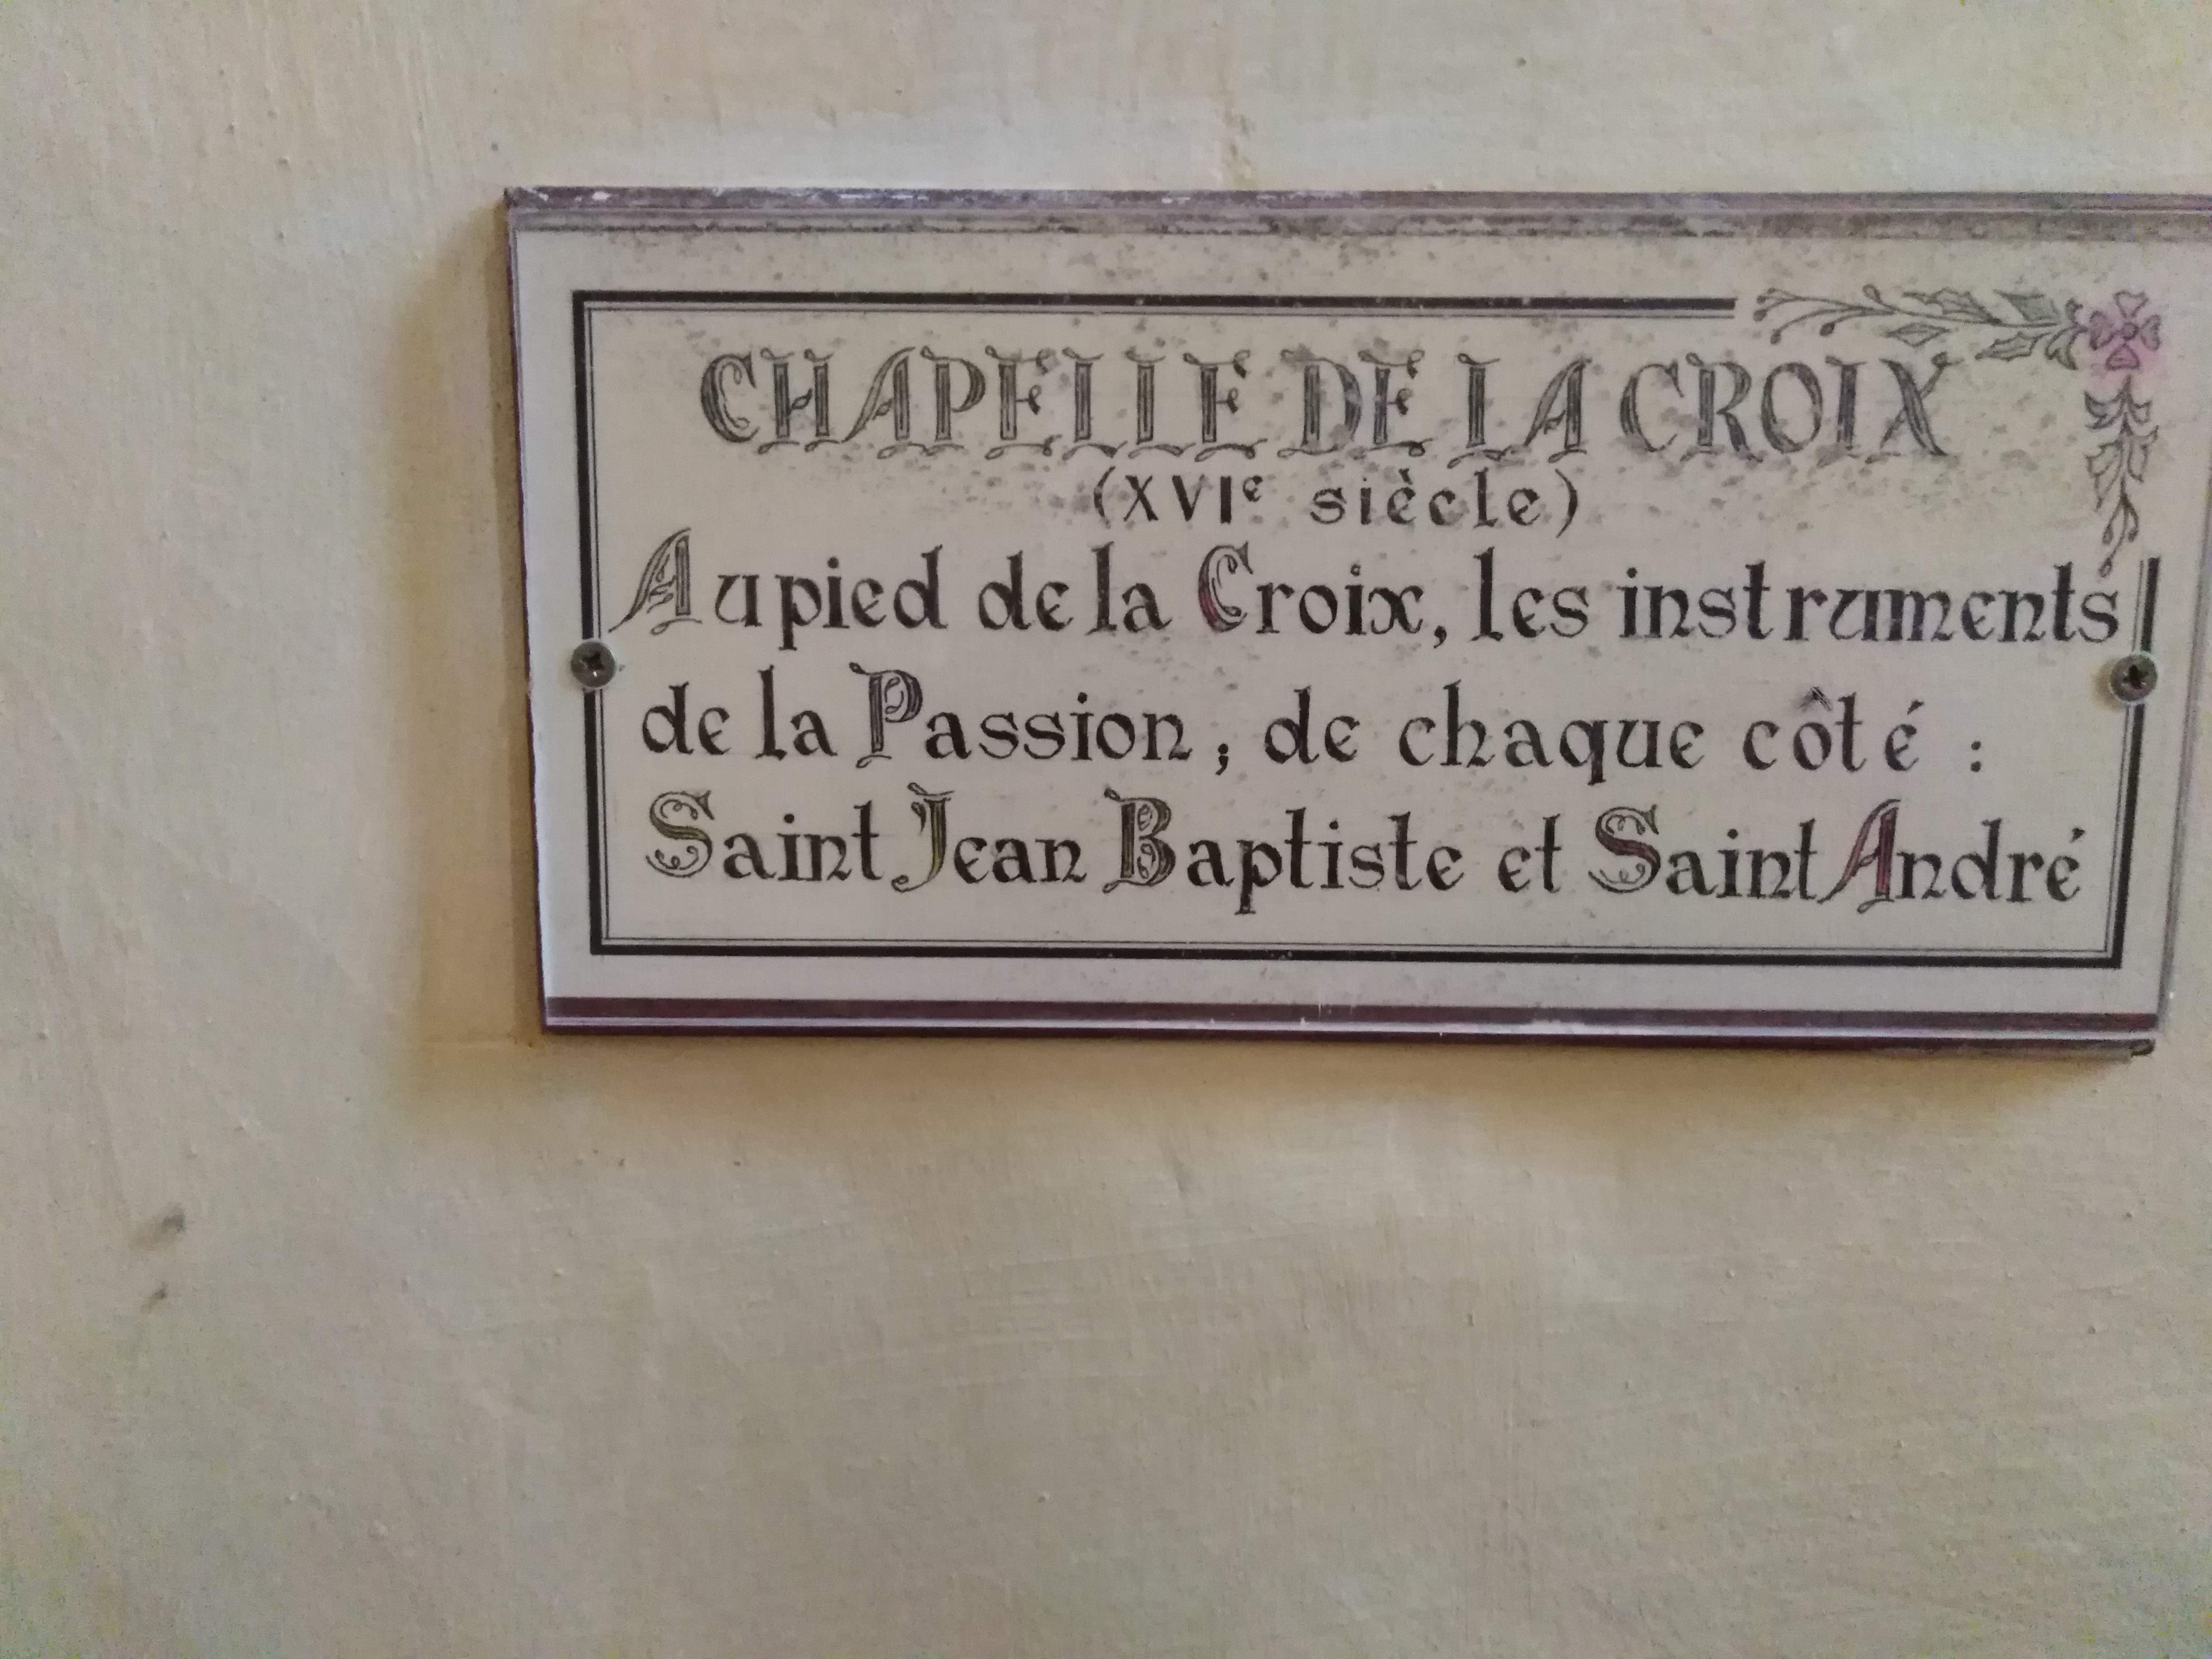 CHAPELLE DE LA CROIX
(XVIe siècle)
Au pied de la Croix, les instruments
de la Passion ; de chaque côté :
Saint Jean Baptiste et Saint André